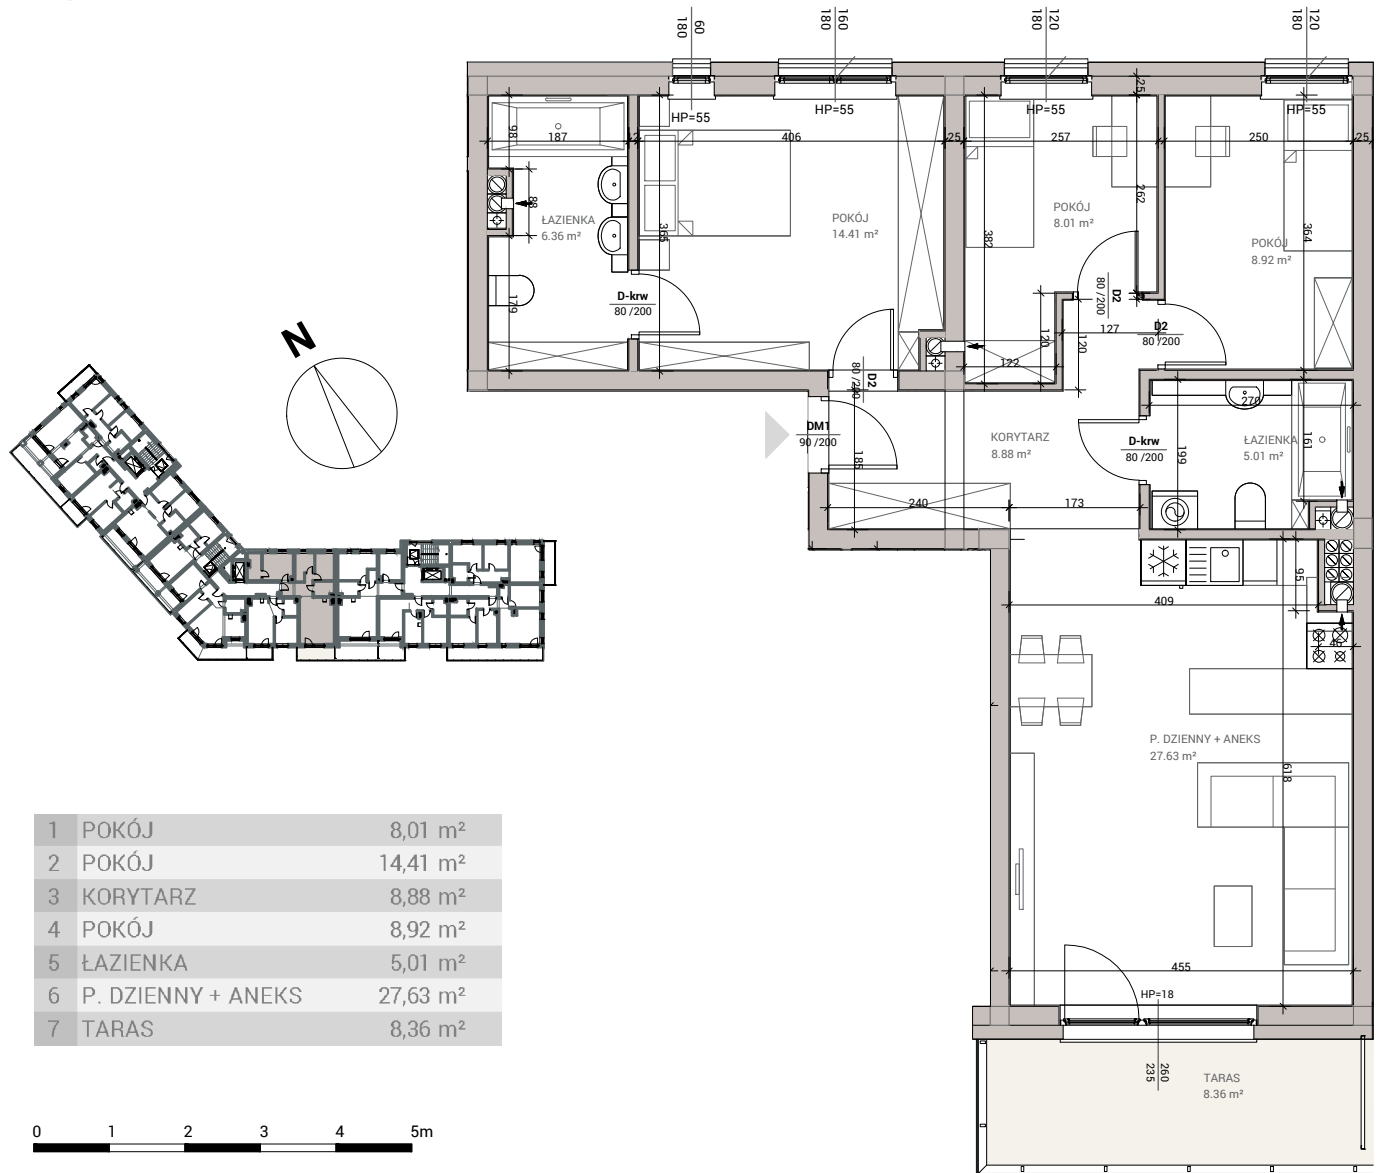 180
60
180
160
180
120
180
120
25
HP=55
HP=55
HP=55
HP=55
98
187
12
406
25
257
250
25
262
88
ŁAZIENKA
6.36 m²
POKÓJ
14.41 m²
POKÓJ
8.01 m²
365
382
364
POKÓJ
8.92 m²
179
D-krw
80 /200
80 /200
D2
127
D2
80 /200
120
120
122
N
80 /200
D2
270
DM1
90 /200
185
KORYTARZ
8.88 m²
D-krw
80 /200
199
ŁAZIENKA
5.01 m²
161
240
173
95
409
46
P. DZIENNY + ANEKS
27.63 m²
618
1 POKÓJ 8,01 m²
2 POKÓJ 14,41 m²
3 KORYTARZ 8,88 m²
4 POKÓJ 8,92 m²
5 ŁAZIENKA 5,01 m²
6 P. DZIENNY + ANEKS 27,63 m²
7 TARAS 8,36 m²
455
HP=18
235
260
TARAS
8.36 m²
0 1 2 3 4 5m